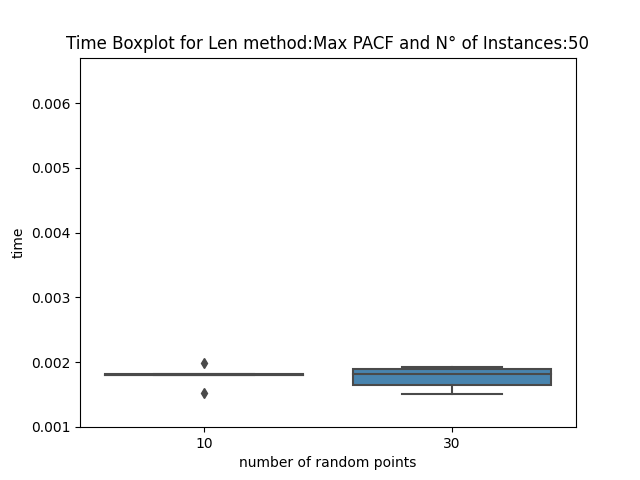 Time Boxplot for Len method:Max PACF and N° of Instances:50
0.006
0.005
0.004
0.003
0.002
0.001
time
10 30
number of random points